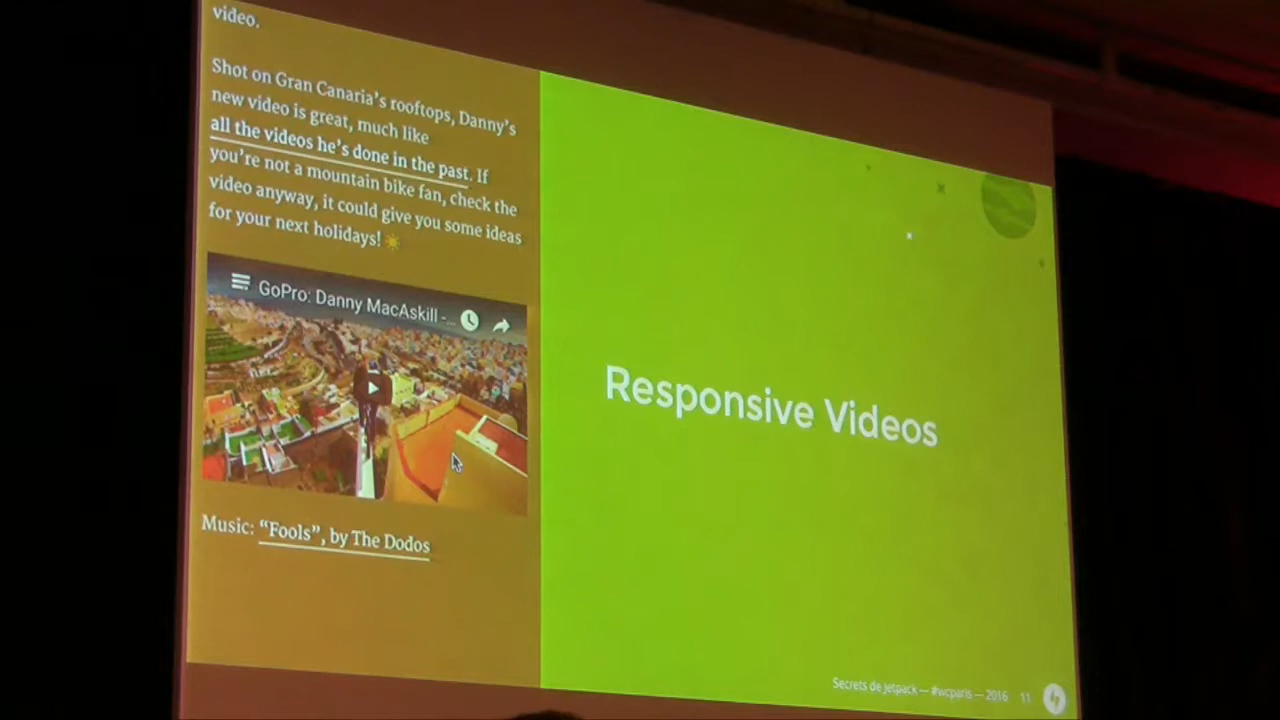 video.
Shot on Gran Canaria's rooftops, Danny's
new video is great, much like
all the videos he's done in the past. If
you're not a mountain bike fan, check the
video anyway, it could give you some ideas
for your next holidays! ☀
GoPro: Danny MacAskill -...
Music: “Fools”, by The Dodos
Responsive Videos
Secrets de Jetpack — #wcparis — 2016 11